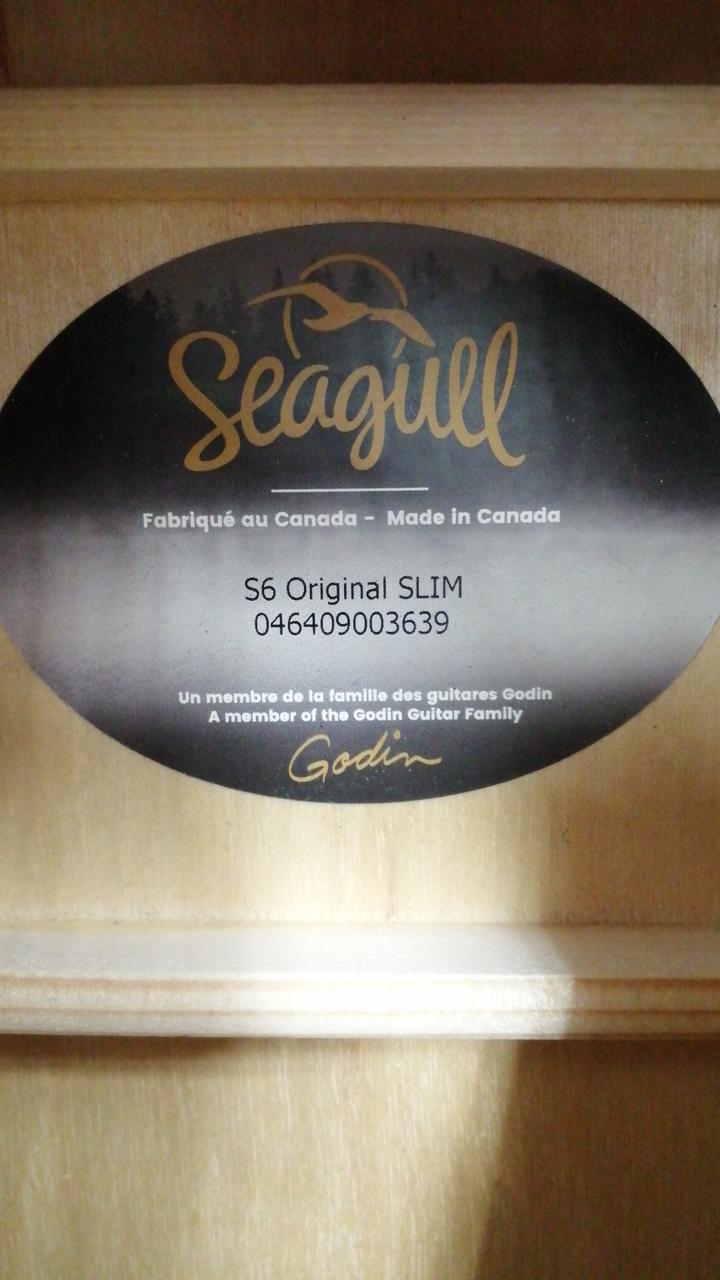 Seagull
Fabriqué au Canada - Made in Canada
S6 Original SLIM
046409003639
Un membre de la famille des guitares Godin
A member of the Godin Guitar Family
Godin